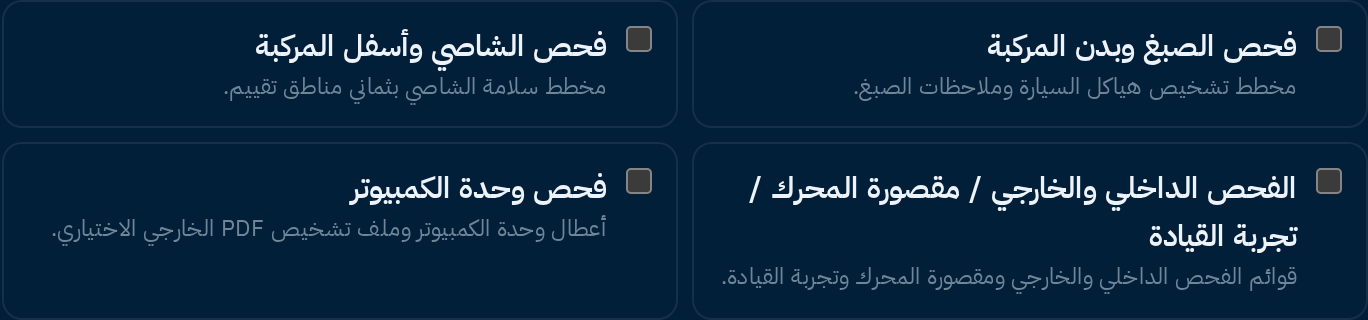 فحص الصبغ وبدن المركبة
مخطط تشخيص هياكل السيارة وملاحظات الصبغ.
فحص الشاصي وأسفل المركبة
مخطط سلامة الشاصي بثماني مناطق تقييم.
الفحص الداخلي والخارجي / مقصورة المحرك /
تجربة القيادة
قوائم الفحص الداخلي والخارجي ومقصورة المحرك وتجربة القيادة.
فحص وحدة الكمبيوتر
أعطال وحدة الكمبيوتر وملف تشخيص PDF الخارجي الاختياري.